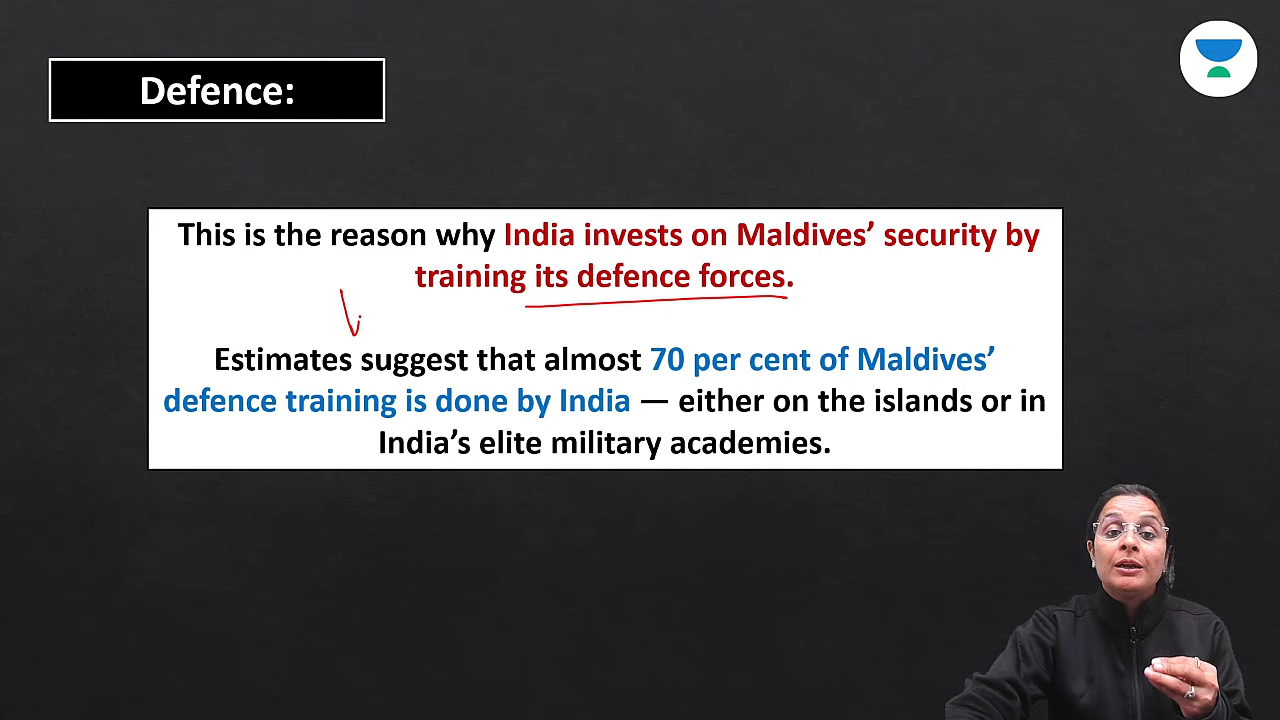 Defence:
This is the reason why India invests on Maldives’ security by
training its defence forces.
Estimates suggest that almost 70 per cent of Maldives’
defence training is done by India — either on the islands or in
India’s elite military academies.